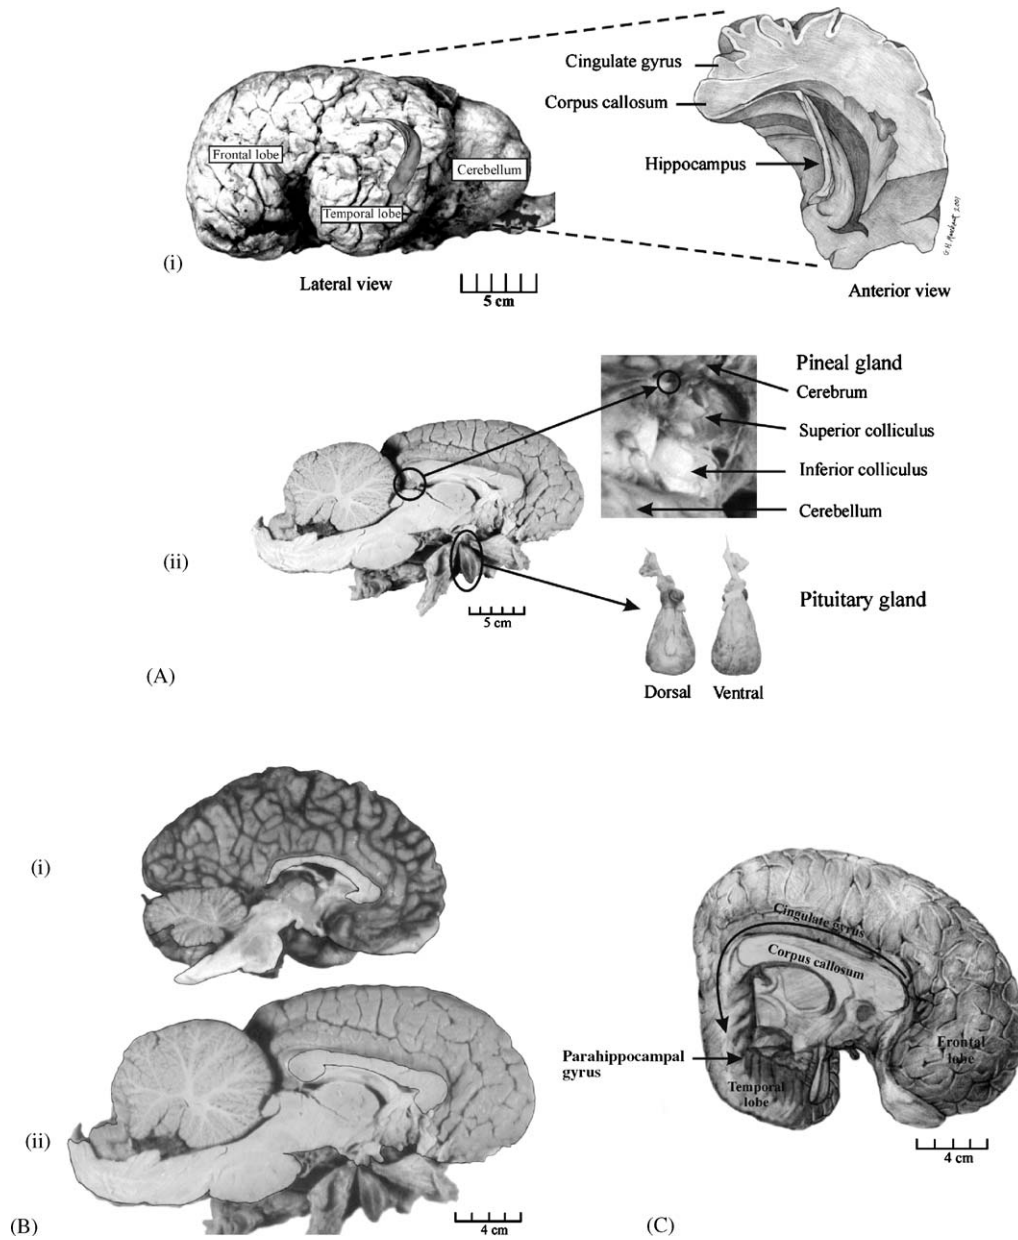 Cingulate gyrus
Corpus callosum
Hippocampus
Frontal lobe
Cerebellum
Temporal lobe
(i)
Lateral view
5 cm
Anterior view
Pineal gland
Cerebrum
Superior colliculus
Inferior colliculus
Cerebellum
(ii)
5 cm
Pituitary gland
Dorsal
Ventral
(A)
(i)
(ii)
4 cm
(B)
Cingulate gyrus
Corpus callosum
Parahippocampal
gyrus
Frontal
lobe
Temporal
lobe
4 cm
(C)